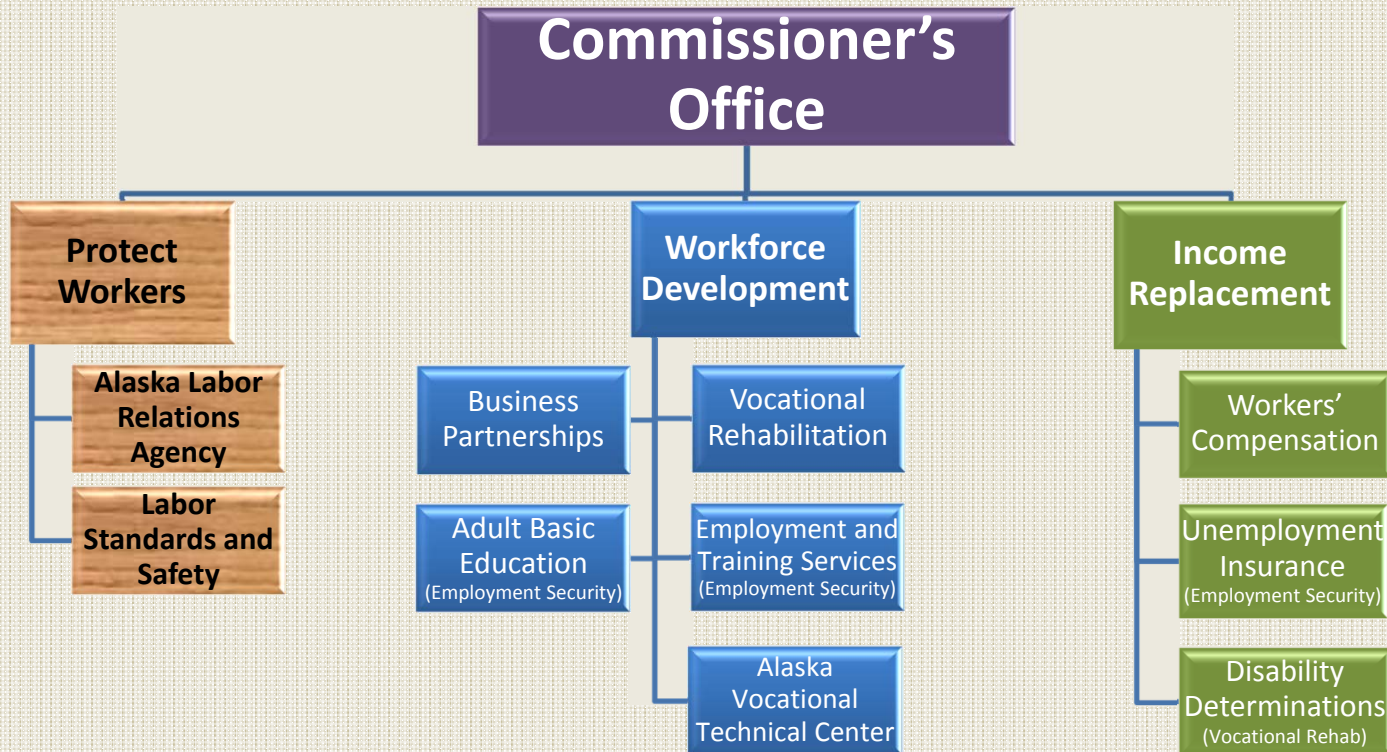 Commissioner's
Office
Protect
Workers
Alaska Labor
Relations
Agency
Labor
Standards and
Safety
Workforce
Development
Business
Partnerships
Vocational
Rehabilitation
Adult Basic
Education
(Employment Security)
Employment and
Training Services
(Employment Security)
Alaska
Vocational
Technical Center
Income
Replacement
Workers'
Compensation
Unemployment
Insurance
(Employment Security)
Disability
Determinations
(Vocational Rehab)